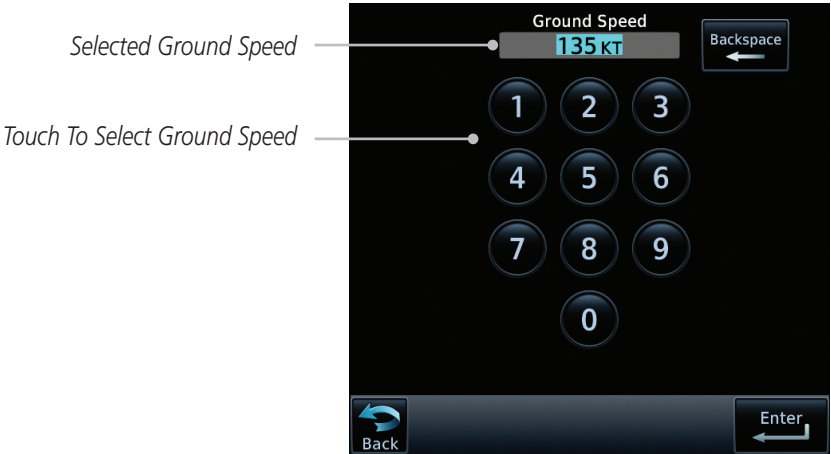 Ground Speed
Selected Ground Speed
135 KT
Backspace
Touch To Select Ground Speed
1 2 3
4 5 6
7 8 9
0
Back
Enter